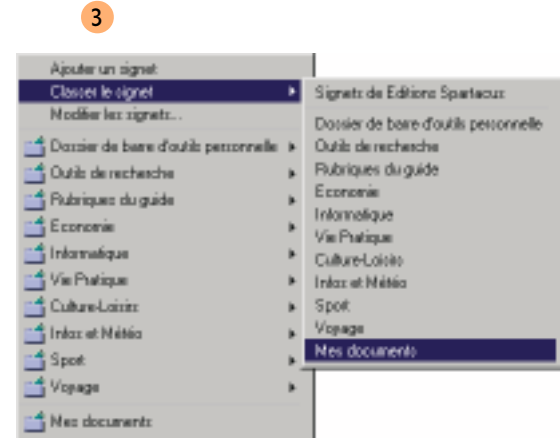 3
Ajouter un signet
Classer le signet
Modifier les signets...
Dossier de barre d'outils personnelle
Outils de recherche
Rubriques du guide
Economie
Informatique
Vie Pratique
Culture-Loisirs
Infos et Météo
Sport
Voyage
Mes documents
Signets de Editions Spartacus
Dossier de barre d'outils personnelle
Outils de recherche
Rubriques du guide
Economie
Informatique
Vie Pratique
Culture-Loisirs
Infos et Météo
Sport
Voyage
Mes documents